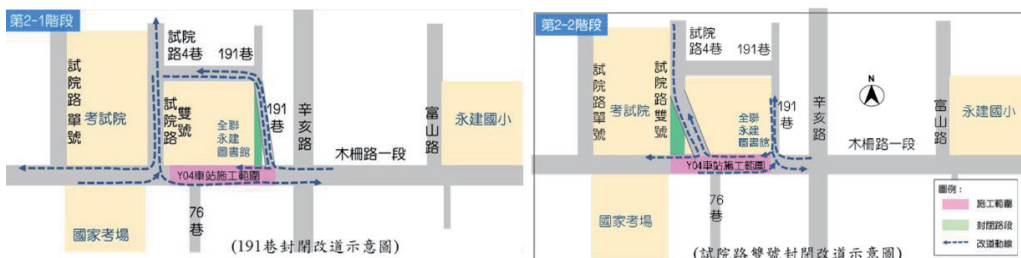 第2-1階段
試院路4巷
191巷
試院路單號
考試院
試院路
雙號
全聯
永建
圖書館
191巷
辛亥路
富山路
永建國小
木柵路一段
Y04車站施工範圍
76巷
國家考場
(191巷封閉改道示意圖)
第2-2階段
試院路4巷
191巷
試院路單號
考試院
試院路雙號
全聯
永建
圖書館
191巷
辛亥路
N
富山路
永建國小
木柵路一段
Y04車站施工範圍
76巷
國家考場
圖例：
施工範圍
封閉路段
改道動線
(試院路雙號封閉改道示意圖)